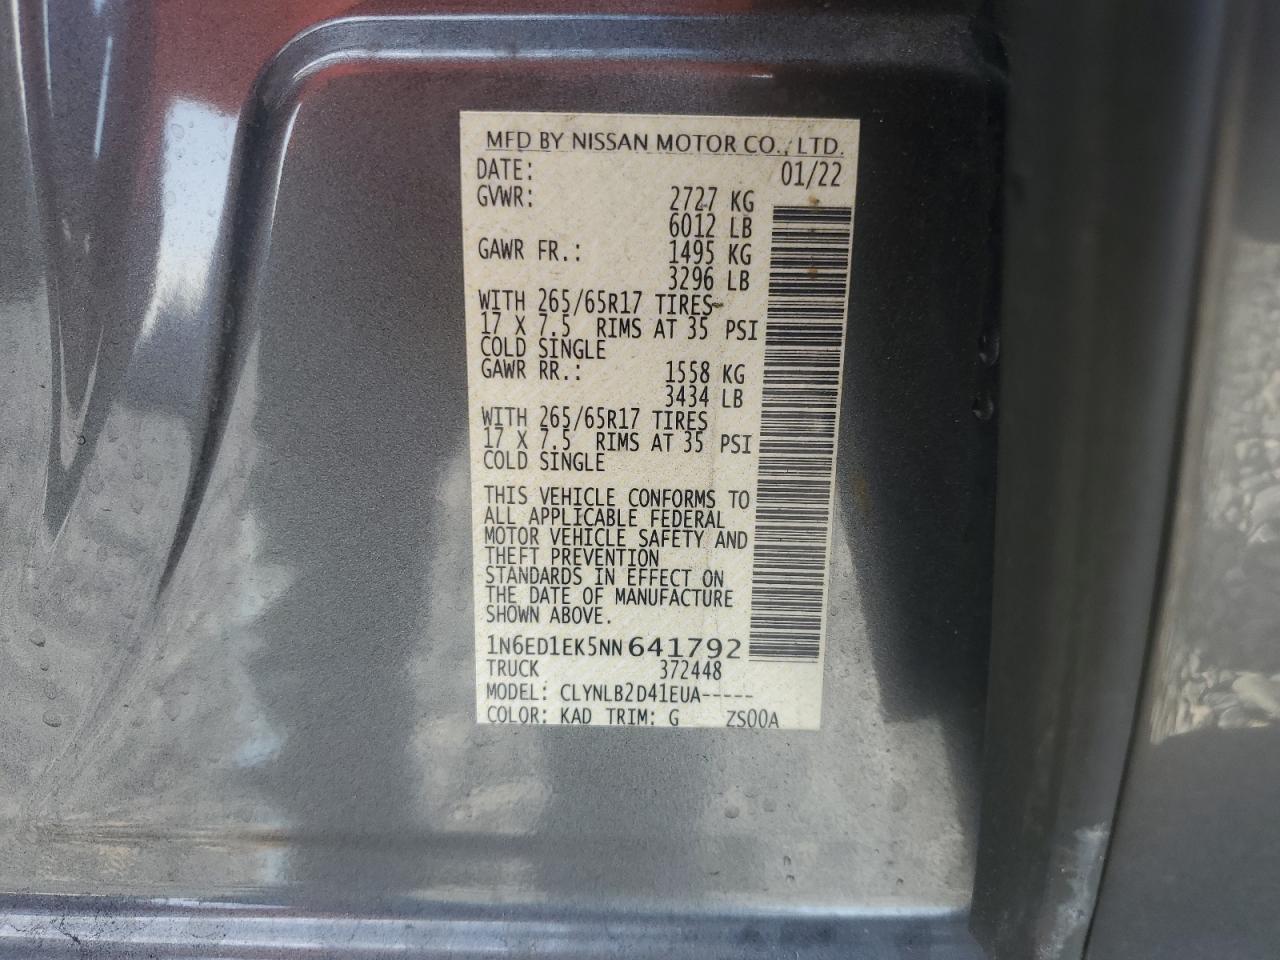 MFD BY NISSAN MOTOR CO., LTD.
DATE: 01/22
GVWR: 2727 KG
6012 LB
GAWR FR.: 1495 KG
3296 LB
WITH 265/65R17 TIRES
17 X 7.5 RIMS AT 35 PSI
COLD SINGLE
GAWR RR.: 1558 KG
3434 LB
WITH 265/65R17 TIRES
17 X 7.5 RIMS AT 35 PSI
COLD SINGLE
THIS VEHICLE CONFORMS TO
ALL APPLICABLE FEDERAL
MOTOR VEHICLE SAFETY AND
THEFT PREVENTION
STANDARDS IN EFFECT ON
THE DATE OF MANUFACTURE
SHOWN ABOVE.
1N6ED1EK5NN641792
TRUCK 372448
MODEL: CLYNLB2D41EUA-----
COLOR: KAD TRIM: G ZS00A